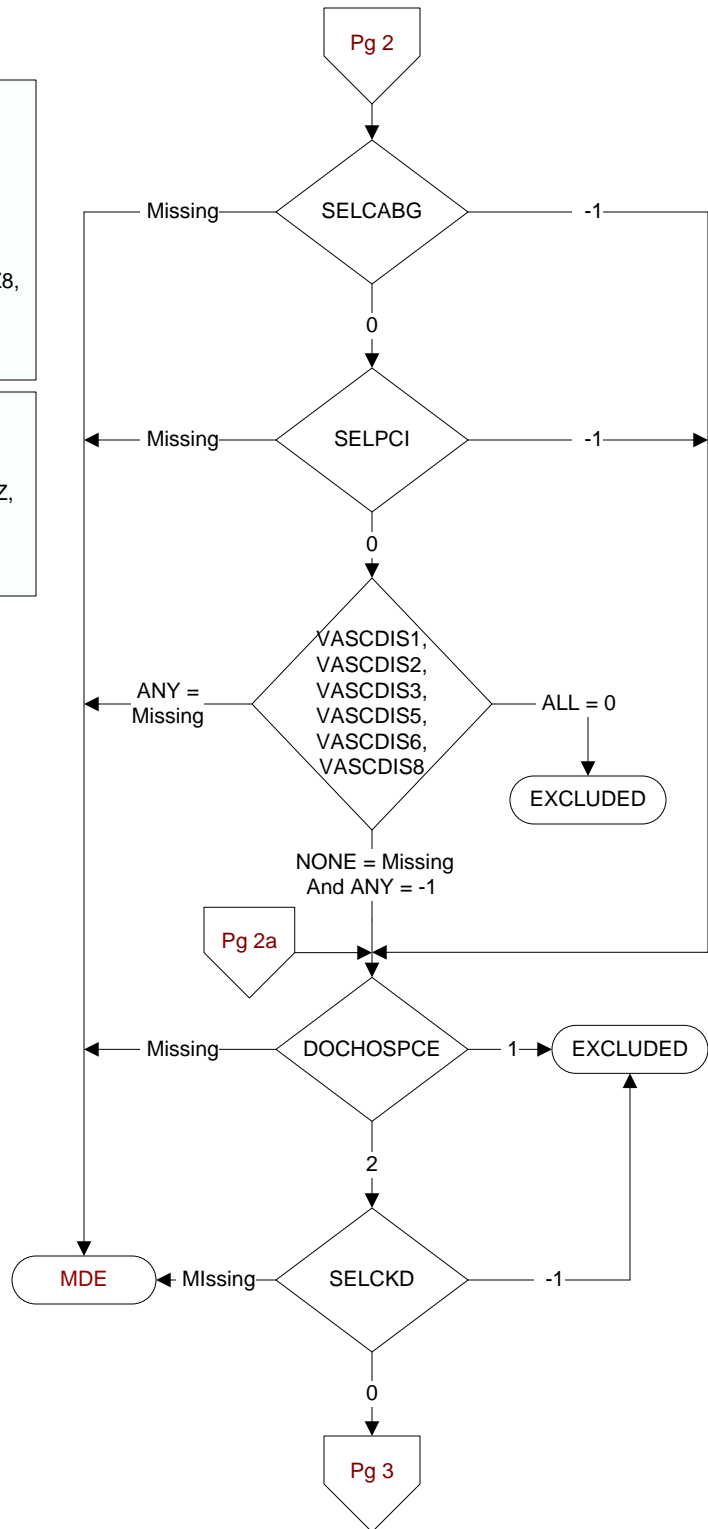 Pg 2
Missing
SELCABG
-1
Z8,
0
Missing
SELPCI
-1
Z,
0
VASCDIS1,
VASCDIS2,
VASCDIS3,
VASCDIS5,
VASCDIS6,
VASCDIS8
ANY =
Missing
ALL = 0
EXCLUDED
NONE = Missing
And ANY = -1
Pg 2a
Missing
DOCHOSPCE
1
EXCLUDED
2
MDE
MIssing
SELCKD
-1
0
Pg 3